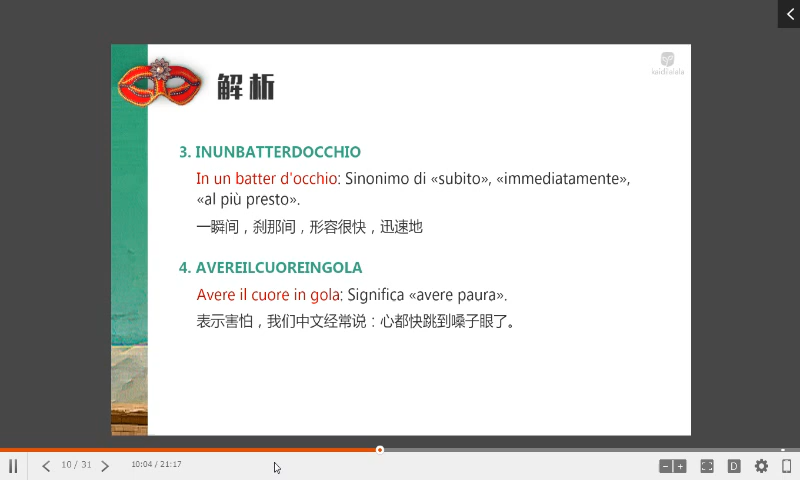 解析
kaidialala
3. INUNBATTERDOCCHIO
In un batter d'occhio: Sinonimo di «subito», «immediatamente»,
«al più presto».
一瞬间，刹那间，形容很快，迅速地
4. AVEREILCUOREINGOLA
Avere il cuore in gola: Significa «avere paura».
表示害怕，我们中文经常说：心都快跳到嗓子眼了。
10 / 31
10:04 / 21:17
D